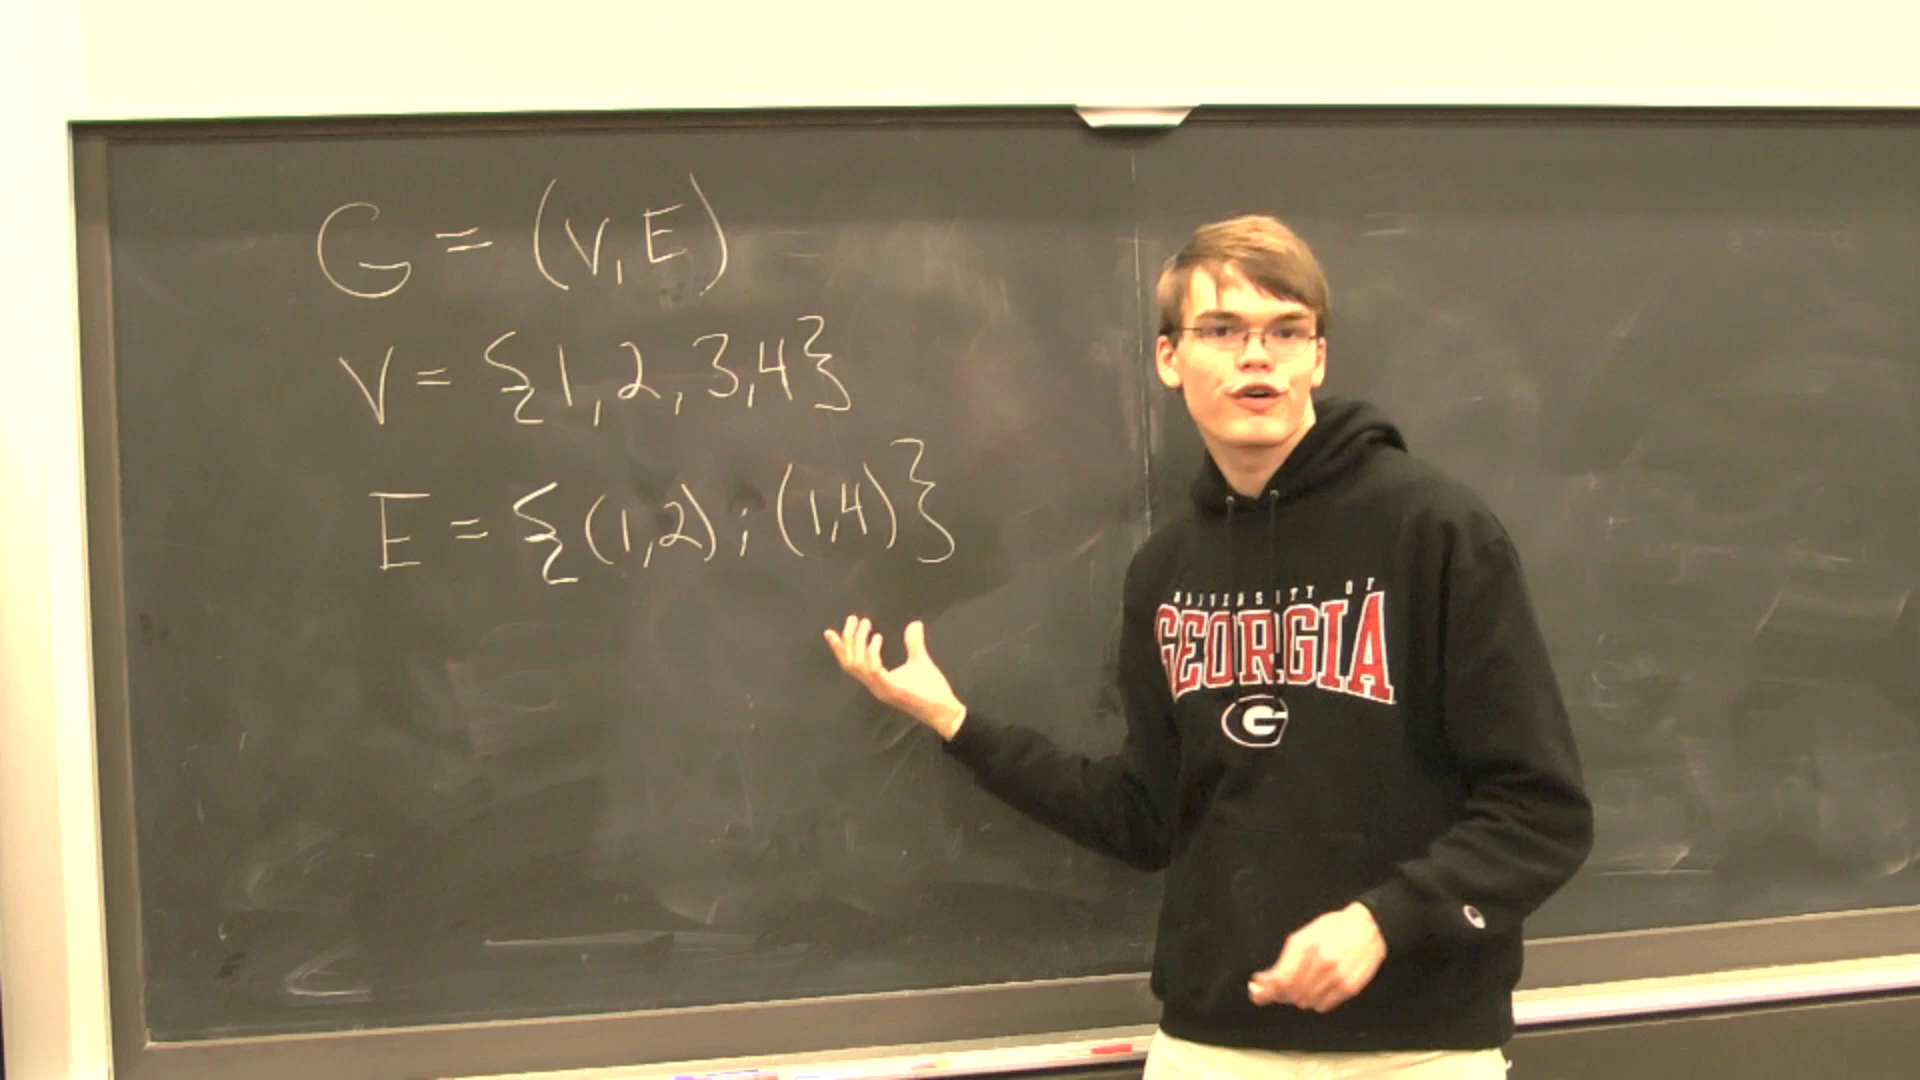 G = (V,E)
V = {1,2,3,4}
E = {(1,2);(1,4)}
UNIVERSITY OF
GEORGIA
G